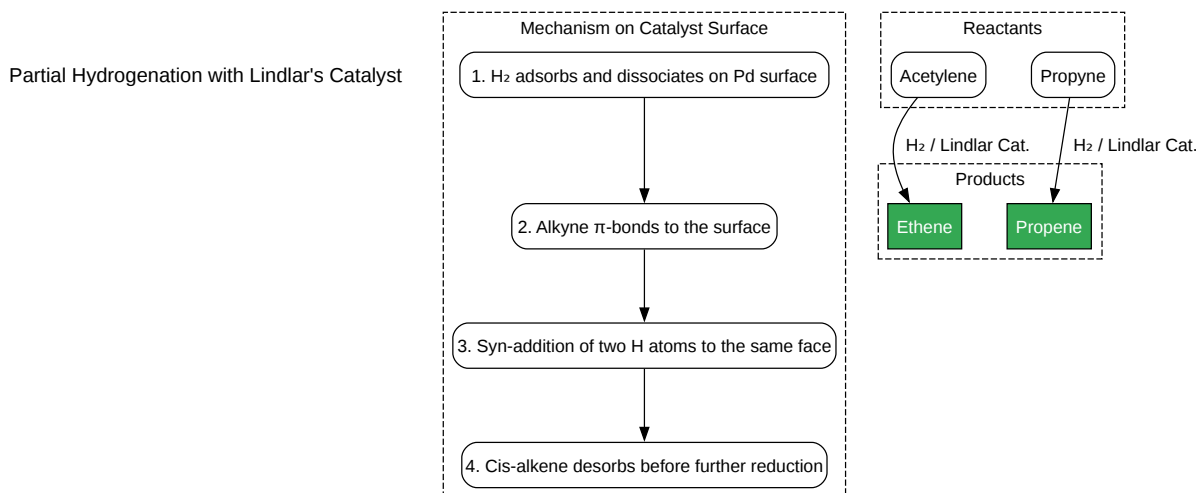 Partial Hydrogenation with Lindlar's Catalyst
Mechanism on Catalyst Surface
1. H₂ adsorbs and dissociates on Pd surface
2. Alkyne π-bonds to the surface
3. Syn-addition of two H atoms to the same face
4. Cis-alkene desorbs before further reduction
Reactants
Acetylene
Propyne
H₂ / Lindlar Cat.
H₂ / Lindlar Cat.
Products
Ethene
Propene